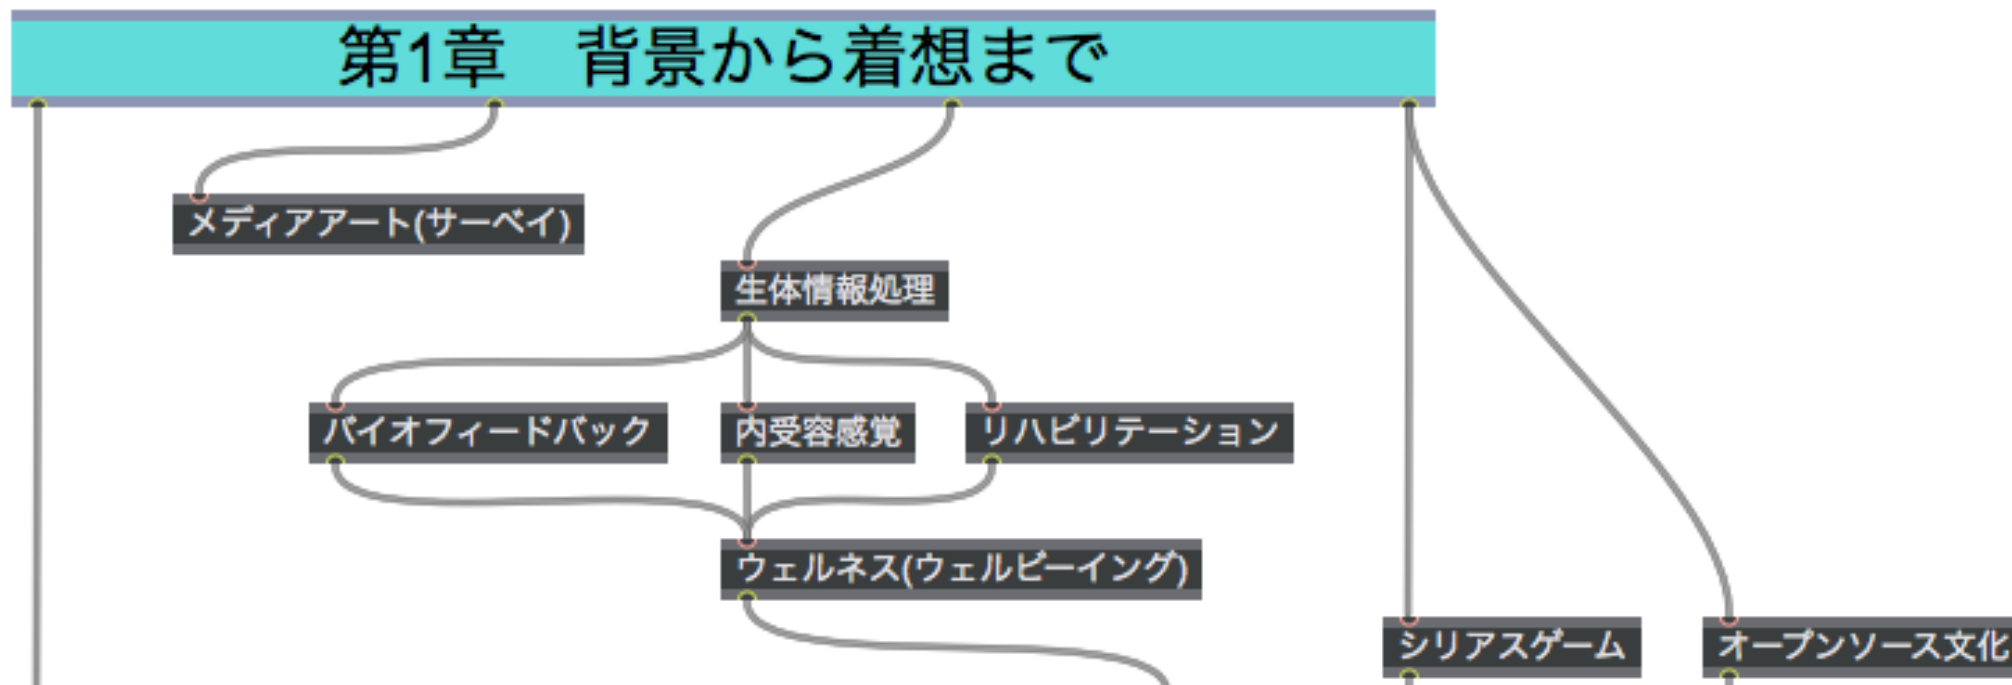 第1章　背景から着想まで
メディアアート(サーベイ)
生体情報処理
バイオフィードバック
内受容感覚
リハビリテーション
ウェルネス(ウェルビーイング)
シリアスゲーム
オープンソース文化